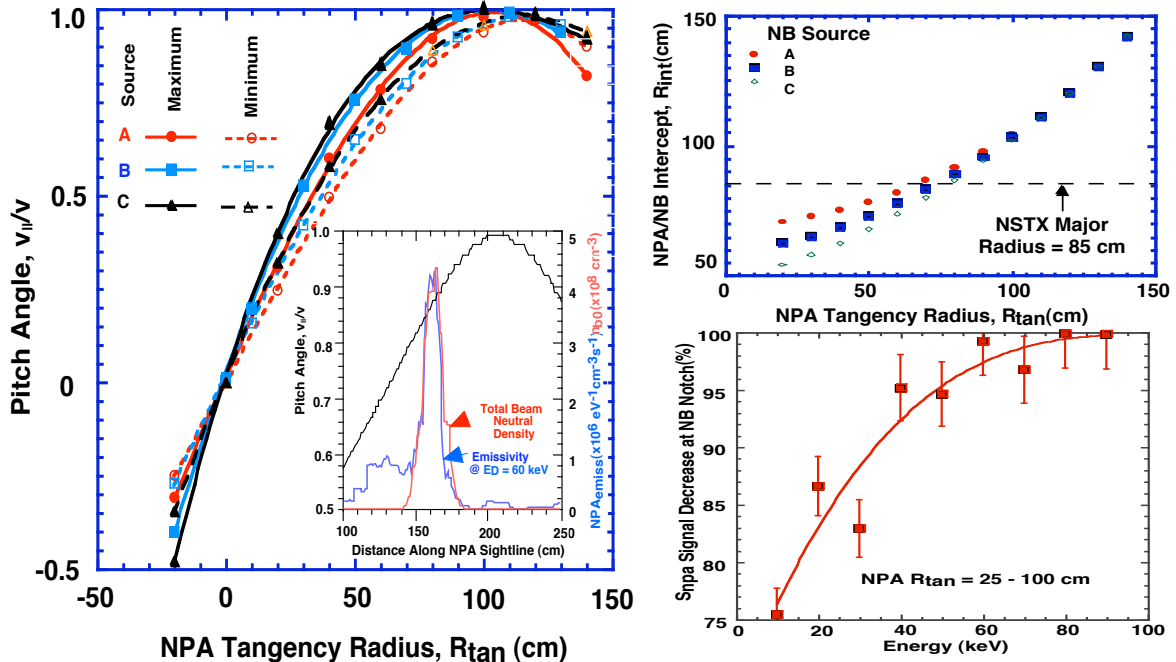 1.0
0.5
0
-0.5
Pitch Angle, v||/v
-50
0
50
100
150
NPA Tangency Radius, Rtan (cm)
Source
Maximum
Minimum
A
B
C
1.0
0.9
0.8
0.7
0.6
0.5
Pitch Angle, v||/v
100
150
200
250
Distance Along NPA Sightline (cm)
5
4
3
2
1
0
nb0(x10⁸ cm⁻³)
NPAemiss(x10⁶ eV⁻¹cm⁻³s⁻¹)
Total Beam
Neutral
Density
Emissivity
@ ED = 60 keV
150
100
50
NPA/NB Intercept, Rint(cm)
NB Source
A
B
C
NSTX Major
Radius = 85 cm
0
50
100
150
NPA Tangency Radius, Rtan(cm)
100
95
90
85
80
75
Snpa Signal Decrease at NB Notch(%)
NPA Rtan = 25 - 100 cm
0
20
40
60
80
100
Energy (keV)